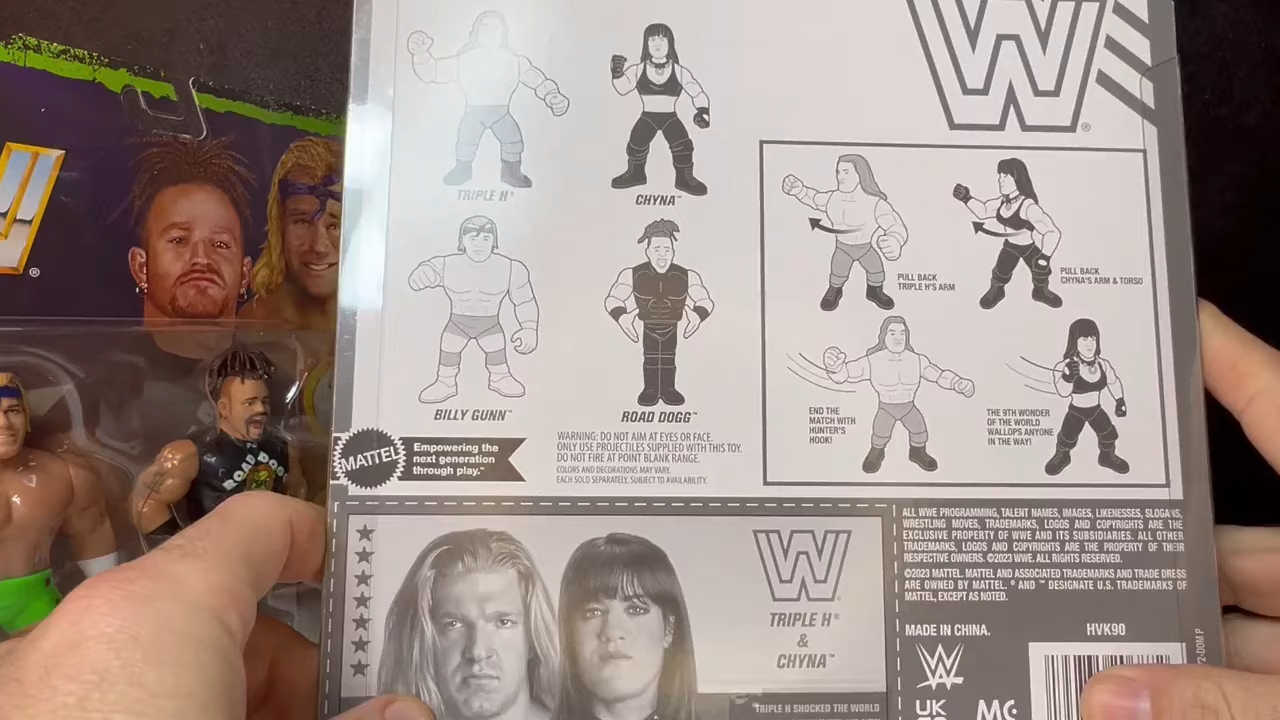 W
®
®
TRIPLE H®
CHYNA™
BILLY GUNN™
ROAD DOGG™
PULL BACK
TRIPLE H'S ARM
PULL BACK
CHYNA'S ARM & TORSO
END THE
MATCH WITH
HUNTER'S
HOOK!
THE 9TH WONDER
OF THE WORLD
WALLOPS ANYONE
IN THE WAY!
MATTEL
Empowering the
next generation
through play.™
WARNING: DO NOT AIM AT EYES OR FACE.
ONLY USE PROJECTILES SUPPLIED WITH THIS TOY.
DO NOT FIRE AT POINT BLANK RANGE.
COLORS AND DECORATIONS MAY VARY.
EACH SOLD SEPARATELY. SUBJECT TO AVAILABILITY.
ROAD DOGG
W
TRIPLE H®
&
CHYNA™
TRIPLE H SHOCKED THE WORLD
ALL WWE PROGRAMMING, TALENT NAMES, IMAGES, LIKENESSES, SLOGANS,
WRESTLING MOVES, TRADEMARKS, LOGOS AND COPYRIGHTS ARE THE
EXCLUSIVE PROPERTY OF WWE AND ITS SUBSIDIARIES. ALL OTHER
TRADEMARKS, LOGOS AND COPYRIGHTS ARE THE PROPERTY OF THEIR
RESPECTIVE OWNERS. ©2023 WWE. ALL RIGHTS RESERVED.
©2023 MATTEL. MATTEL AND ASSOCIATED TRADEMARKS AND TRADE DRESS
ARE OWNED BY MATTEL. ® AND ™ DESIGNATE U.S. TRADEMARKS OF
MATTEL, EXCEPT AS NOTED.
MADE IN CHINA.
HVK90
W
UK